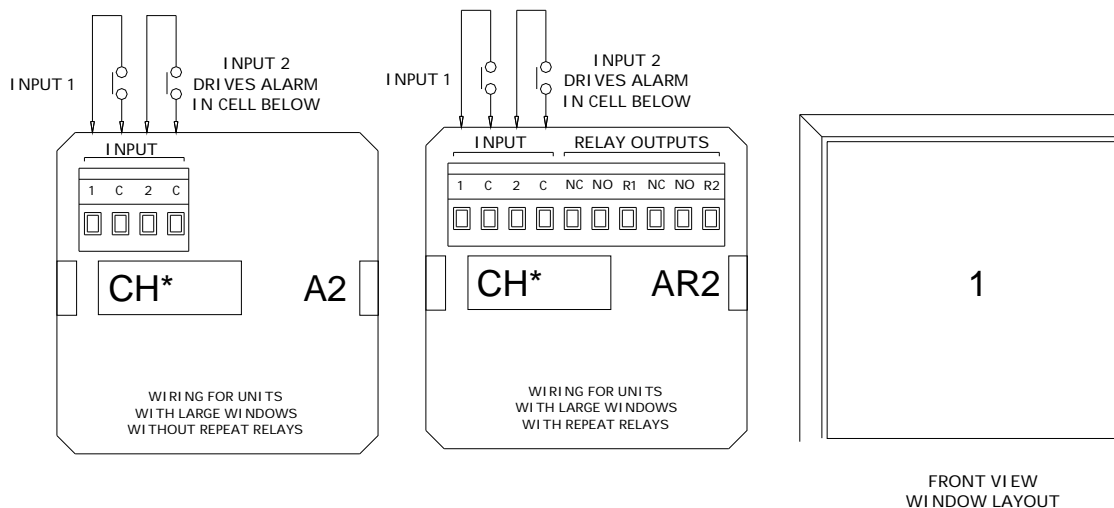 INPUT 1
INPUT 2
DRIVES ALARM
IN CELL BELOW
INPUT
1 C 2 C
CH* A2
WIRING FOR UNITS
WITH LARGE WINDOWS
WITHOUT REPEAT RELAYS
INPUT 1
INPUT 2
DRIVES ALARM
IN CELL BELOW
INPUT RELAY OUTPUTS
1 C 2 C NC NO R1 NC NO R2
CH* AR2
WIRING FOR UNITS
WITH LARGE WINDOWS
WITH REPEAT RELAYS
1
FRONT VIEW
WINDOW LAYOUT